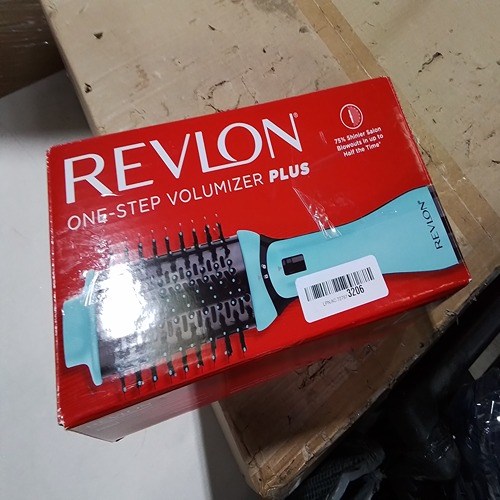 REVLON®
ONE-STEP VOLUMIZER PLUS
75% Shinier Salon
Blowouts in up to
Half the Time*
REVLON
3206